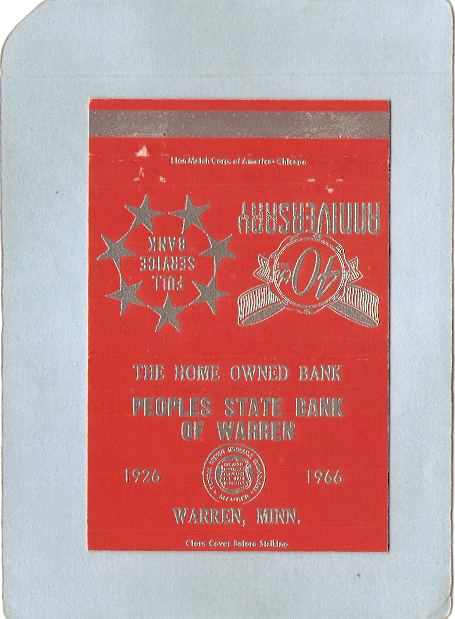 Lion Match Corp. of America - Chicago
FULL
SERVICE
BANK
40th
ANNIVERSARY
THE HOME OWNED BANK
PEOPLES STATE BANK
OF WARREN
1926
1966
WARREN, MINN.
Close Cover Before Striking